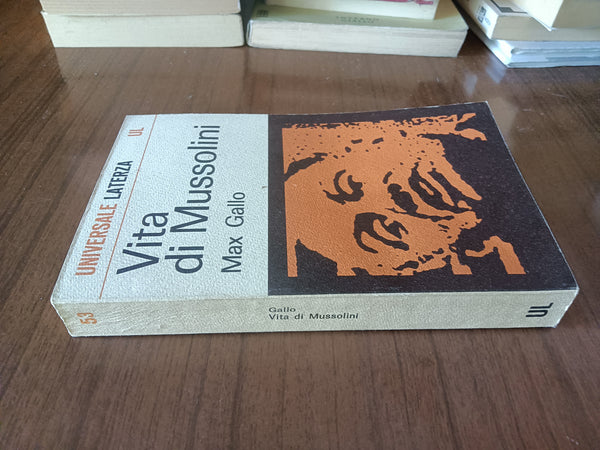 UNIVERSALE LATERZA UL
Vita
di Mussolini
Max Gallo
53
Gallo
Vita di Mussolini
UL